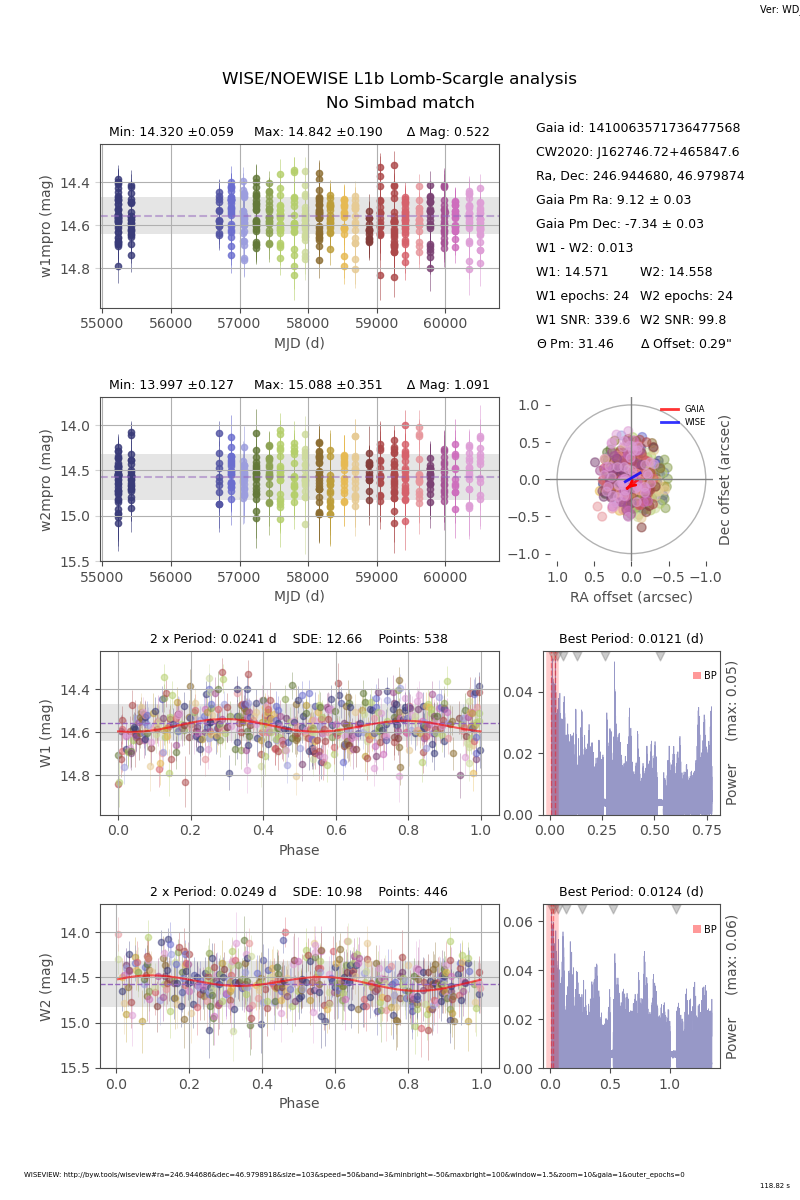 Ver: WD_
WISE/NOEWISE L1b Lomb-Scargle analysis
No Simbad match
Min: 14.320 ±0.059 Max: 14.842 ±0.190 Δ Mag: 0.522
14.4
14.6
14.8
w1mpro (mag)
55000 56000 57000 58000 59000 60000
MJD (d)
Gaia id: 1410063571736477568
CW2020: J162746.72+465847.6
Ra, Dec: 246.944680, 46.979874
Gaia Pm Ra: 9.12 ± 0.03
Gaia Pm Dec: -7.34 ± 0.03
W1 - W2: 0.013
W1: 14.571 W2: 14.558
W1 epochs: 24 W2 epochs: 24
W1 SNR: 339.6 W2 SNR: 99.8
Θ Pm: 31.46 Δ Offset: 0.29"
Min: 13.997 ±0.127 Max: 15.088 ±0.351 Δ Mag: 1.091
14.0
14.5
15.0
15.5
w2mpro (mag)
55000 56000 57000 58000 59000 60000
MJD (d)
1.0
0.5
0.0
−0.5
−1.0
GAIA
WISE
Dec offset (arcsec)
1.0 0.5 0.0 −0.5 −1.0
RA offset (arcsec)
2 x Period: 0.0241 d SDE: 12.66 Points: 538
14.4
14.6
14.8
W1 (mag)
0.0 0.2 0.4 0.6 0.8 1.0
Phase
Best Period: 0.0121 (d)
BP
0.04
0.02
0.00
Power (max: 0.05)
0.00 0.25 0.50 0.75
2 x Period: 0.0249 d SDE: 10.98 Points: 446
14.0
14.5
15.0
15.5
W2 (mag)
0.0 0.2 0.4 0.6 0.8 1.0
Phase
Best Period: 0.0124 (d)
BP
0.06
0.04
0.02
0.00
Power (max: 0.06)
0.0 0.5 1.0
WISEVIEW: http://byw.tools/wiseview#ra=246.944686&dec=46.9798918&size=103&speed=50&band=3&minbright=-50&maxbright=100&window=1.5&zoom=10&gaia=1&outer_epochs=0
118.82 s